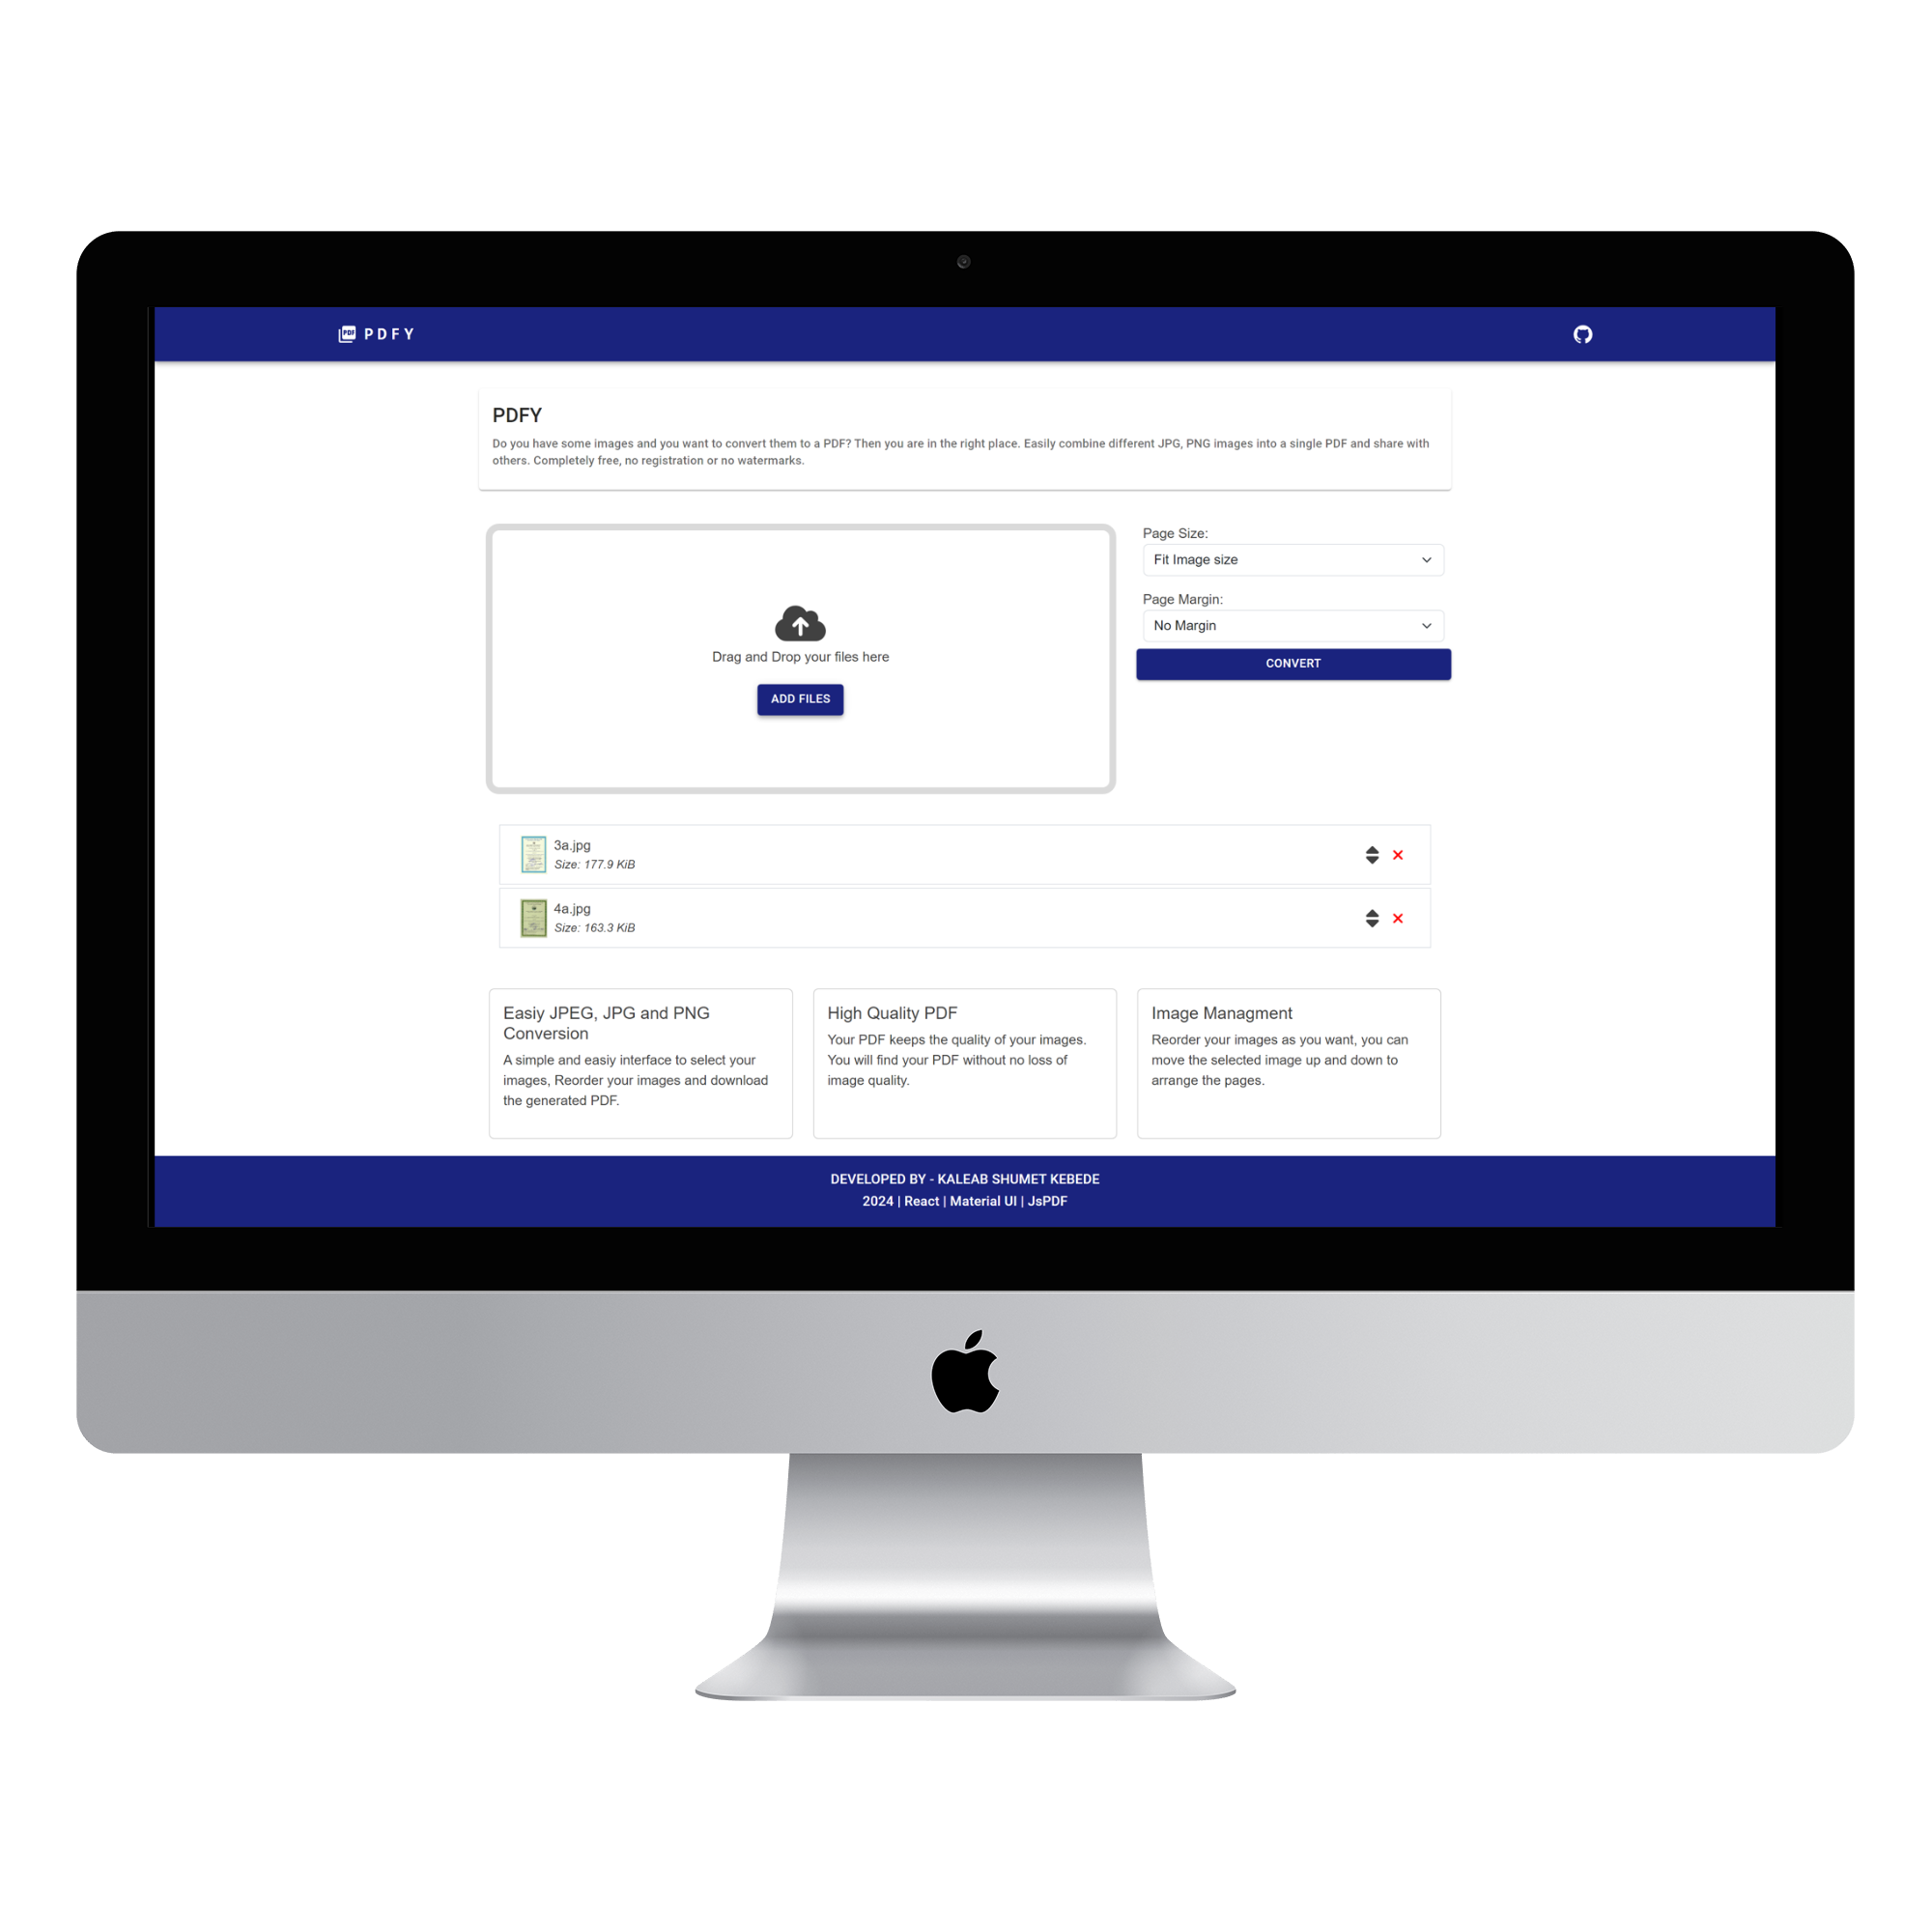 PDF PDFY
PDFY
Do you have some images and you want to convert them to a PDF? Then you are in the right place. Easily combine different JPG, PNG images into a single PDF and share with
others. Completely free, no registration or no watermarks.
Drag and Drop your files here
ADD FILES
Page Size:
Fit Image size
Page Margin:
No Margin
CONVERT
3a.jpg
Size: 177.9 KiB
4a.jpg
Size: 163.3 KiB
Easiy JPEG, JPG and PNG
Conversion
A simple and easiy interface to select your
images, Reorder your images and download
the generated PDF.
High Quality PDF
Your PDF keeps the quality of your images.
You will find your PDF without no loss of
image quality.
Image Managment
Reorder your images as you want, you can
move the selected image up and down to
arrange the pages.
DEVELOPED BY - KALEAB SHUMET KEBEDE
2024 | React | Material UI | JsPDF